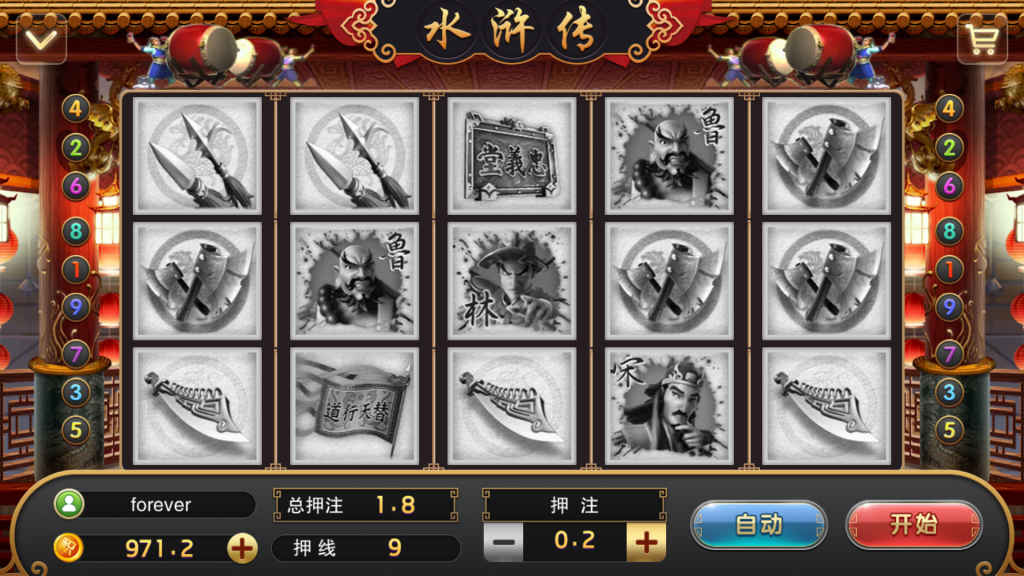 水浒传
4 4
2 2
6 6
8 8
1 1
9 9
7 7
3 3
5 5
堂義忠
魯
魯
林
道行天替
宋
forever
总押注 1.8
押注
971.2
押线 9
0.2
自动
开始